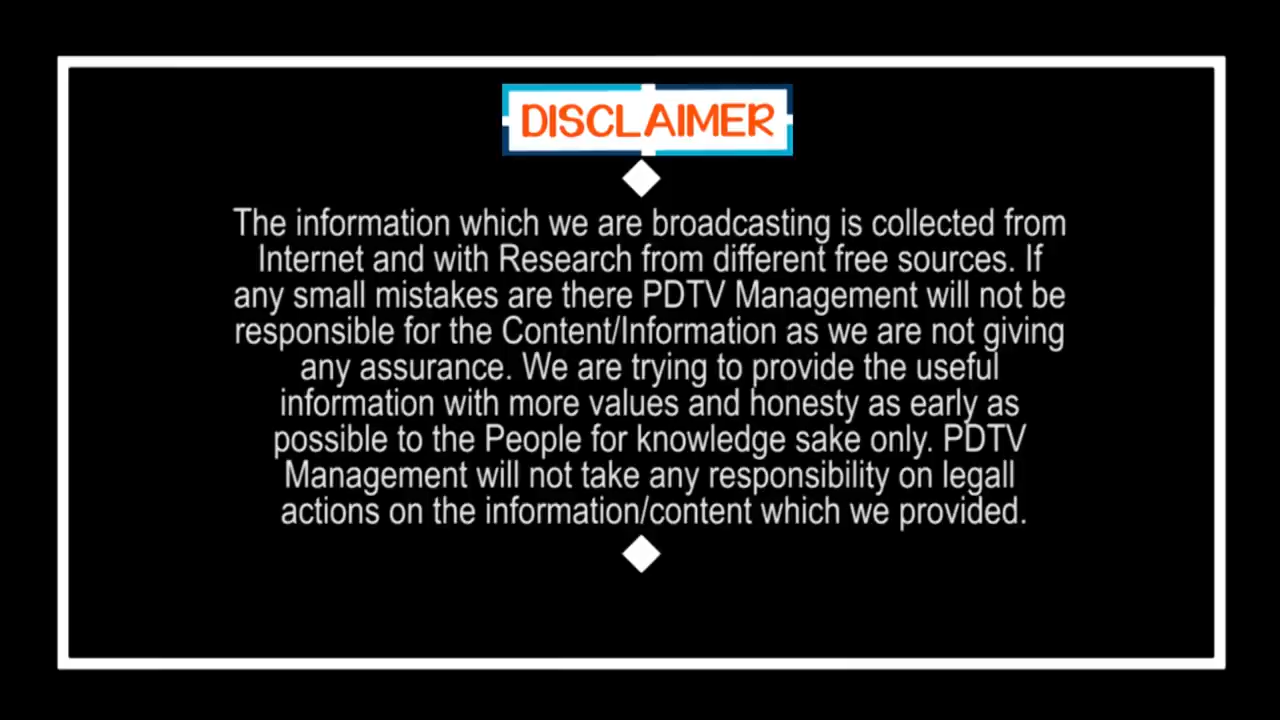 DISCLAIMER
The information which we are broadcasting is collected from
Internet and with Research from different free sources. If
any small mistakes are there PDTV Management will not be
responsible for the Content/Information as we are not giving
any assurance. We are trying to provide the useful
information with more values and honesty as early as
possible to the People for knowledge sake only. PDTV
Management will not take any responsibility on legall
actions on the information/content which we provided.